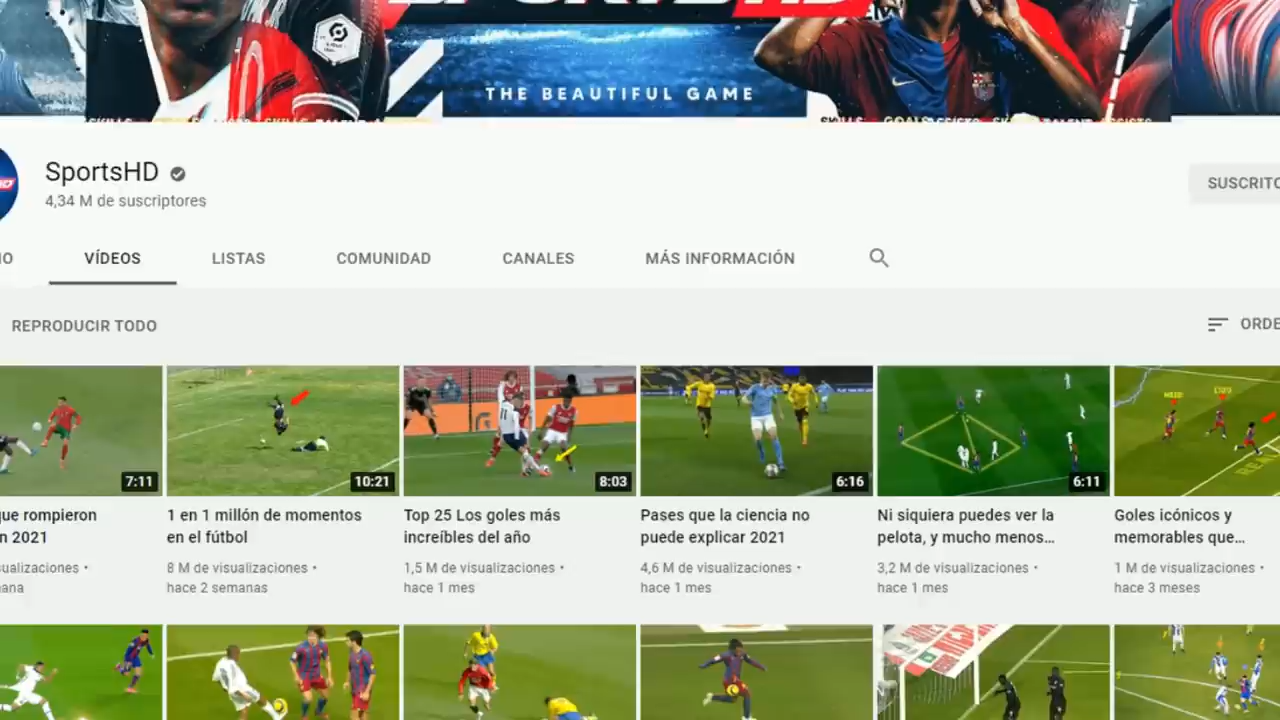 SPORTSHD
THE BEAUTIFUL GAME
SportsHD
4,34 M de suscriptores
SUSCRITO
IO
VÍDEOS
LISTAS
COMUNIDAD
CANALES
MÁS INFORMACIÓN
REPRODUCIR TODO
ORDE
7:11
10:21
8:03
6:16
6:11
que rompieron
n 2021
1 en 1 millón de momentos
en el fútbol
Top 25 Los goles más
increíbles del año
Pases que la ciencia no
puede explicar 2021
Ni siquiera puedes ver la
pelota, y mucho menos...
Goles icónicos y
memorables que...
ualizaciones •
ana
8 M de visualizaciones •
hace 2 semanas
1,5 M de visualizaciones •
hace 1 mes
4,6 M de visualizaciones •
hace 1 mes
3,2 M de visualizaciones •
hace 1 mes
1 M de visualizaciones •
hace 3 meses